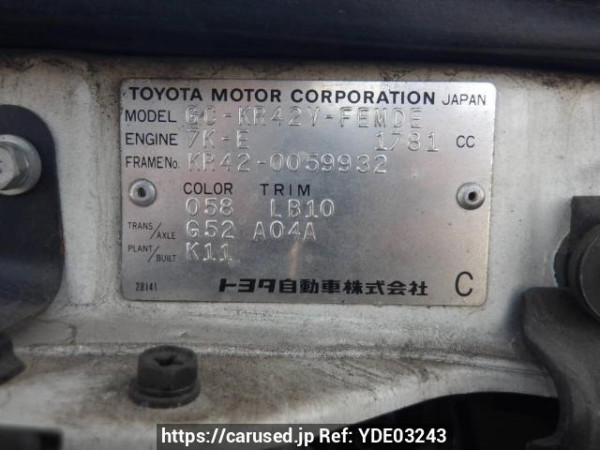 TOYOTA MOTOR CORPORATION JAPAN
MODEL GC-KR42V-FEMDE
ENGINE 7K-E 1781 CC
FRAME No. KR42-0059932
COLOR TRIM
058 LB10
TRANS/AXLE G52 A04A
PLANT/BUILT K11
28141 トヨタ自動車株式会社 C
https://carused.jp Ref: YDE03243